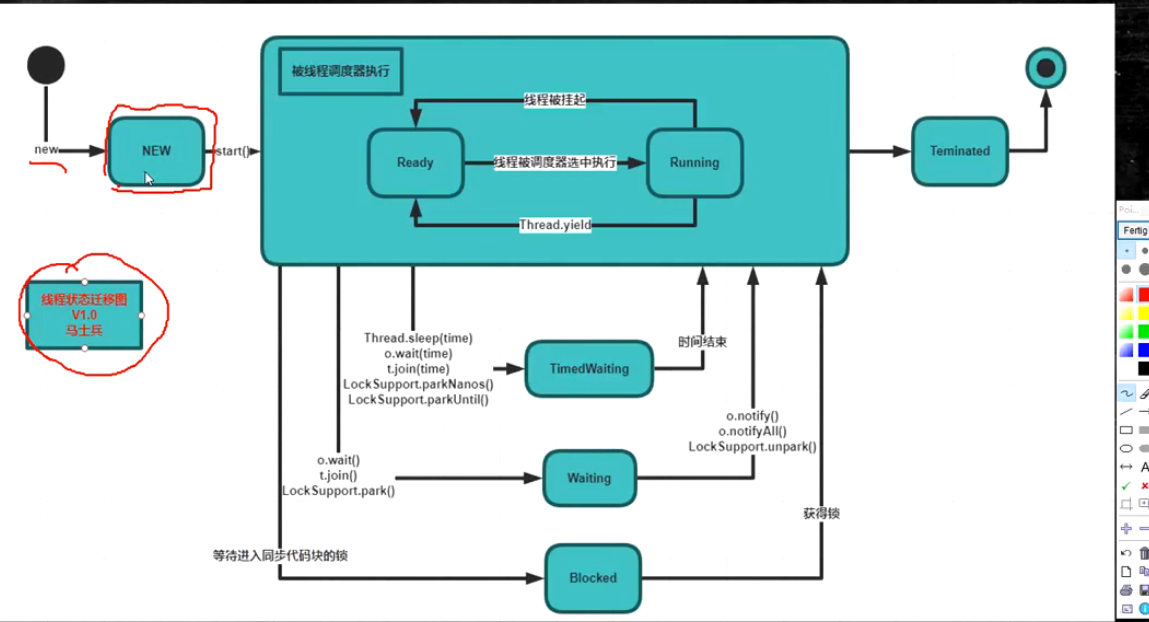 被线程调度器执行
线程被挂起
new
NEW
start()
Ready
线程被调度器选中执行
Running
Teminated
Thread.yield
线程状态迁移图
V1.0
马士兵
Thread.sleep(time)
o.wait(time)
t.join(time)
LockSupport.parkNanos()
LockSupport.parkUntil()
TimedWaiting
时间结束
o.wait()
t.join()
LockSupport.park()
Waiting
o.notify()
o.notifyAll()
LockSupport.unpark()
等待进入同步代码块的锁
Blocked
获得锁
Poi...
Fertig
A